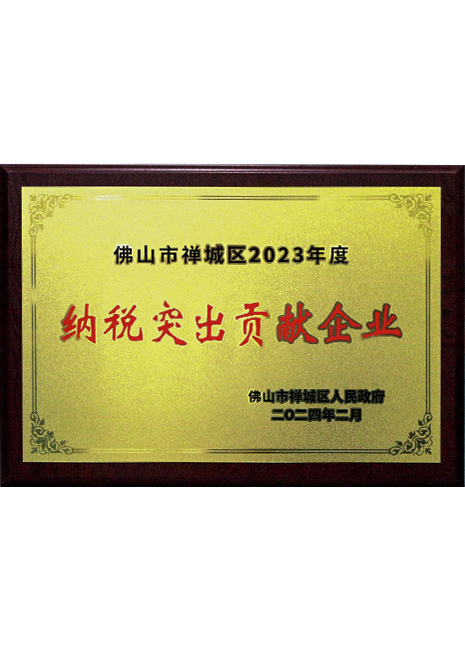 佛山市禅城区2023年度
纳税突出贡献企业
佛山市禅城区人民政府
二〇二四年二月